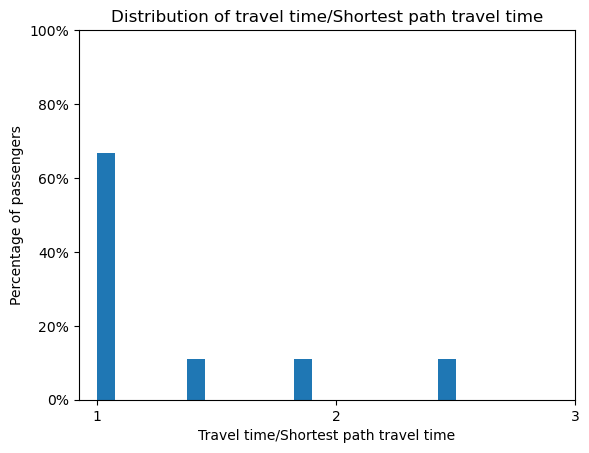 Distribution of travel time/Shortest path travel time
100%
80%
60%
40%
20%
0%
Percentage of passengers
1 2 3
Travel time/Shortest path travel time